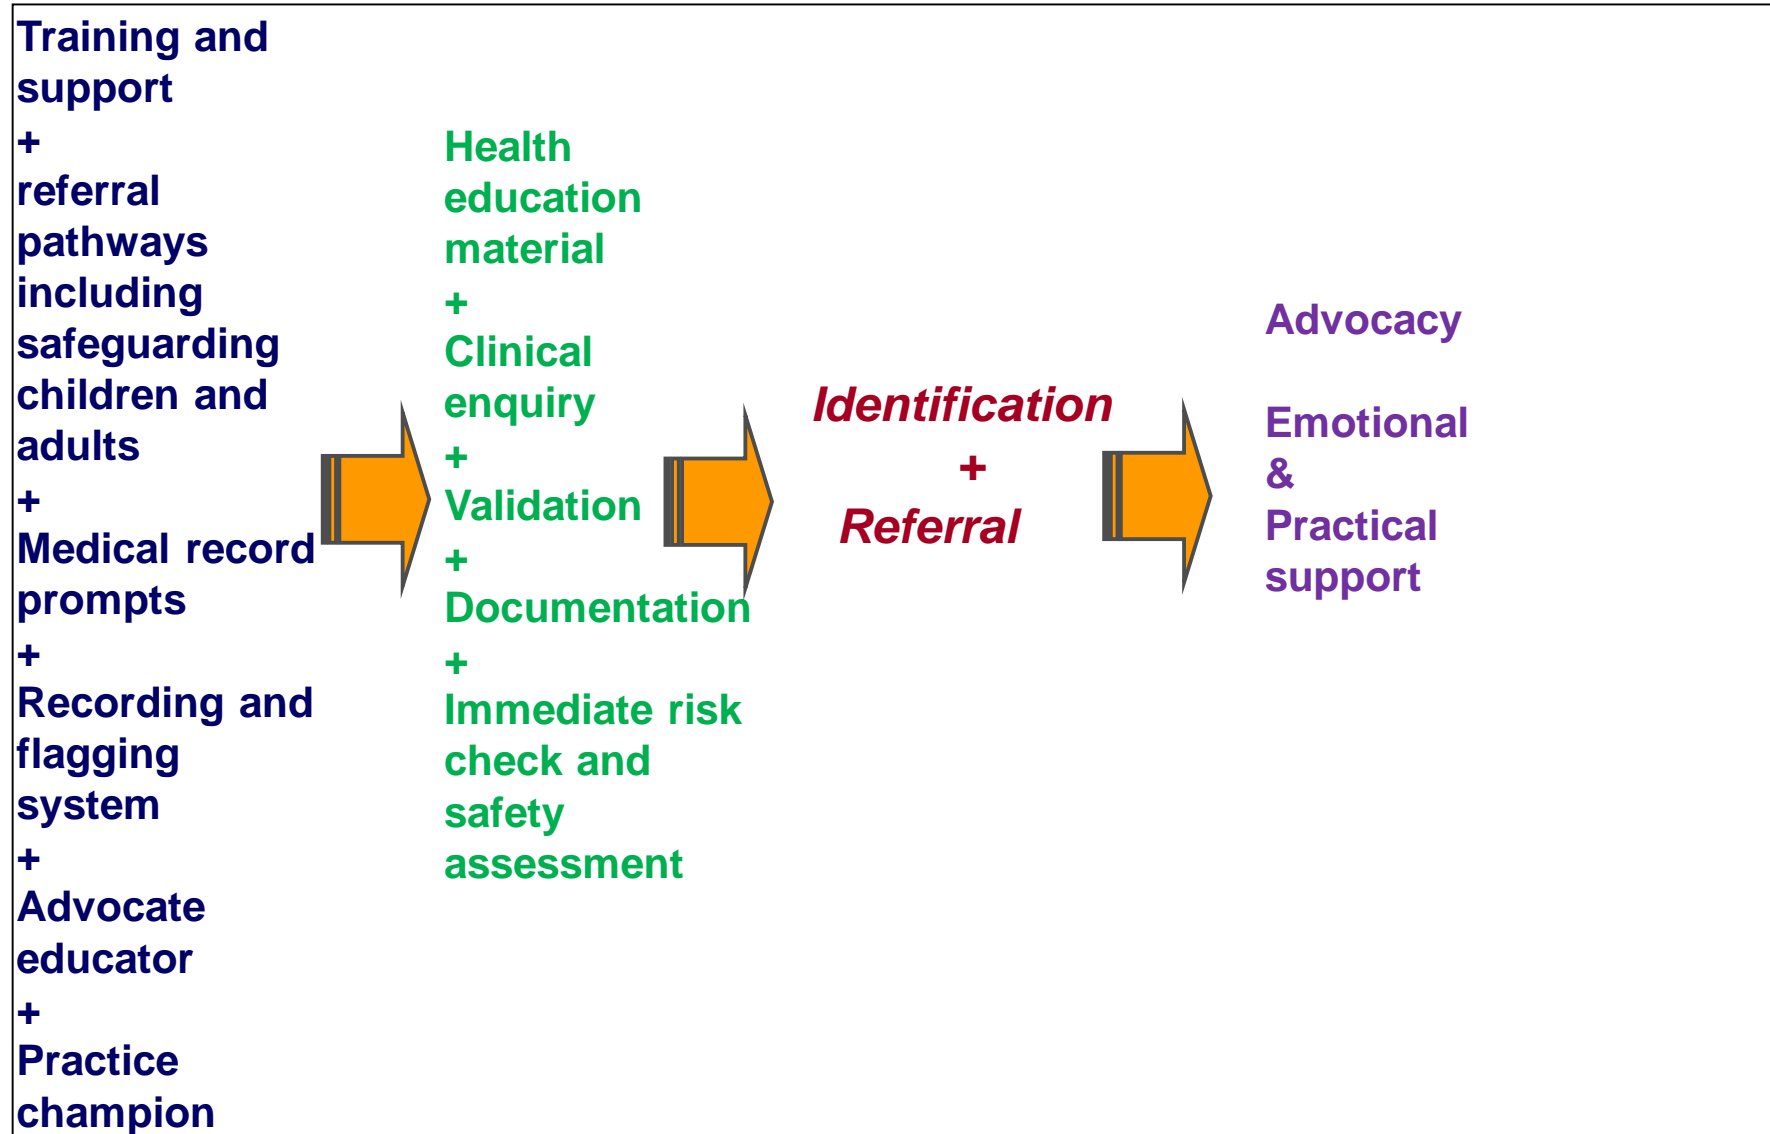 Training and
support
+
referral
pathways
including
safeguarding
children and
adults
+
Medical record
prompts
+
Recording and
flagging
system
+
Advocate
educator
+
Practice
champion
Health
education
material
+
Clinical
enquiry
+
Validation
+
Documentation
+
Immediate risk
check and
safety
assessment
Identification
+
Referral
Advocacy
Emotional
&
Practical
support